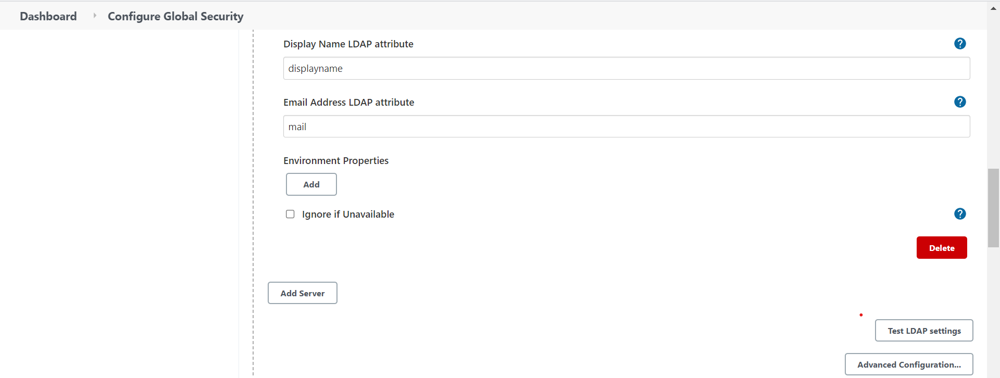 Dashboard Configure Global Security
Display Name LDAP attribute
displayname
Email Address LDAP attribute
mail
Environment Properties
Add
Ignore if Unavailable
Delete
Add Server
Test LDAP settings
Advanced Configuration...